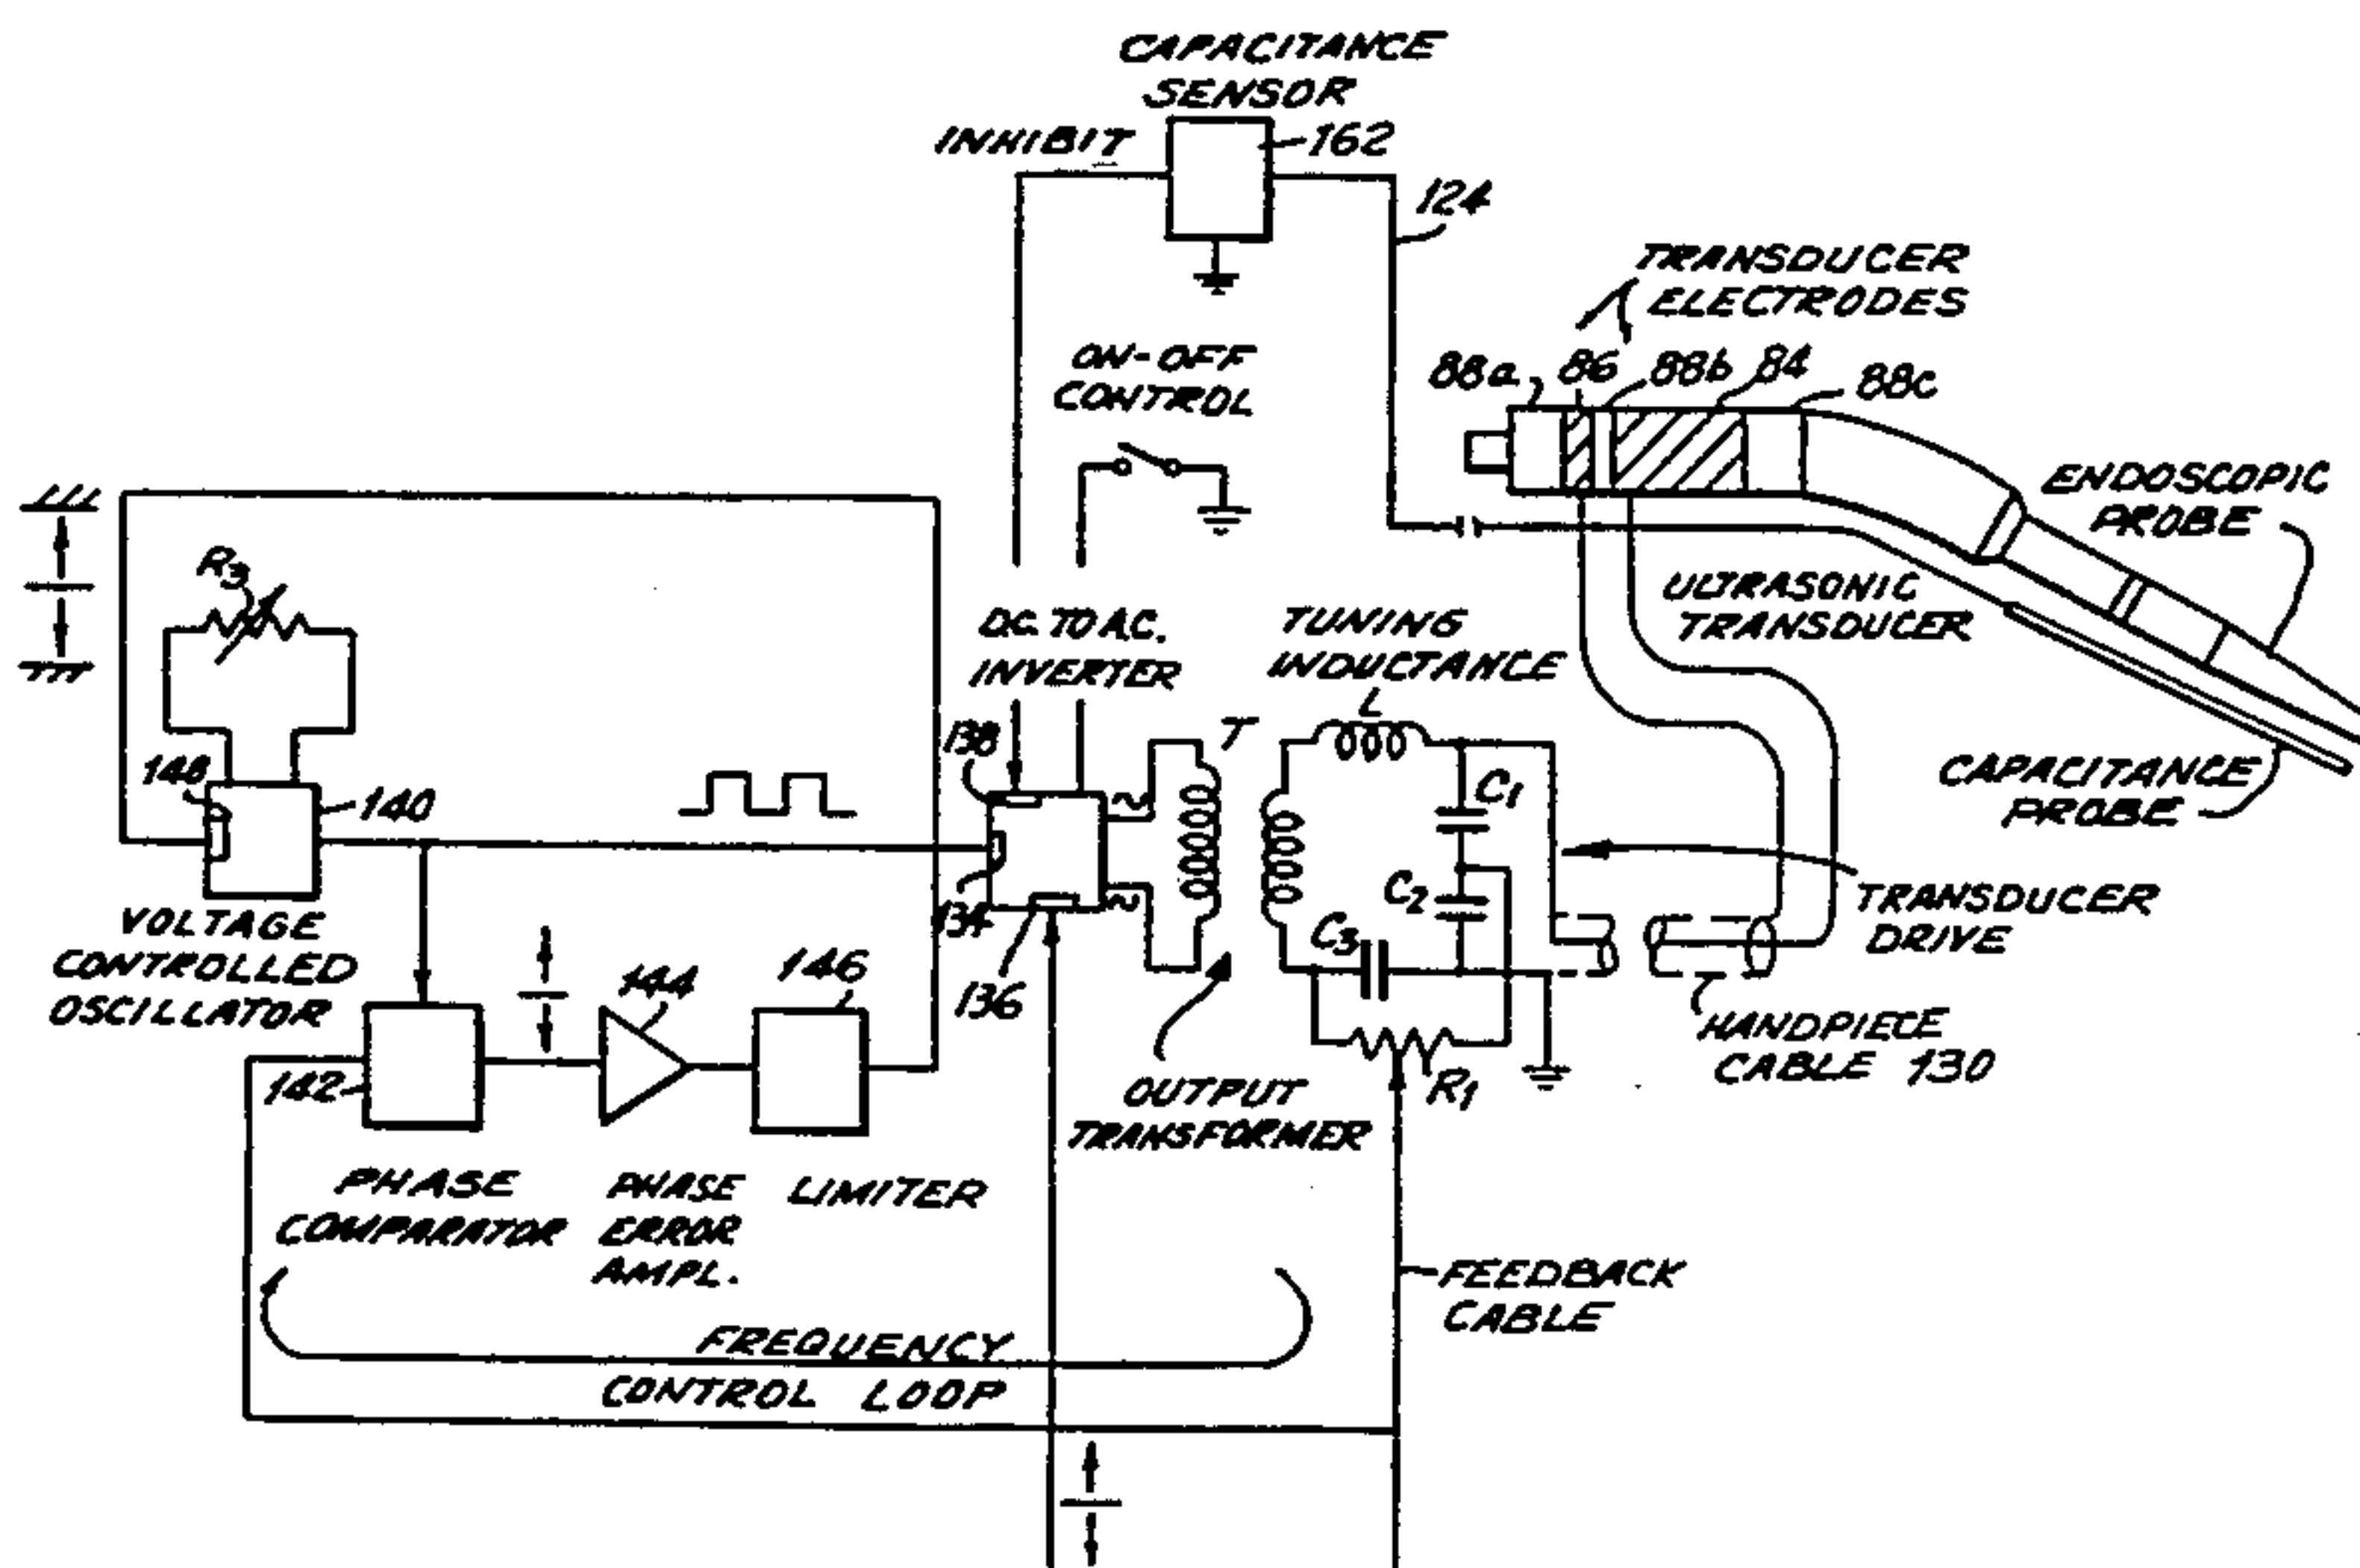 CAPACITANCE
SENSOR
INHIBIT
162
124
TRANSDUCER
ELECTRODES
ON-OFF
CONTROL
88a 86 88b 84 88c
ENDOSCOPIC
PROBE
R3
ULTRASONIC
TRANSDUCER
D.C. TO A.C.
INVERTER
TUNING
INDUCTANCE
L
T
138
148
140
C1
CAPACITANCE
PROBE
C2
134
VOLTAGE
CONTROLLED
OSCILLATOR
C3
TRANSDUCER
DRIVE
144
146
136
HANDPIECE
CABLE 130
142
R1
OUTPUT
TRANSFORMER
PHASE
COMPARATOR
PHASE
ERROR
AMPL.
LIMITER
FEEDBACK
CABLE
FREQUENCY
CONTROL LOOP